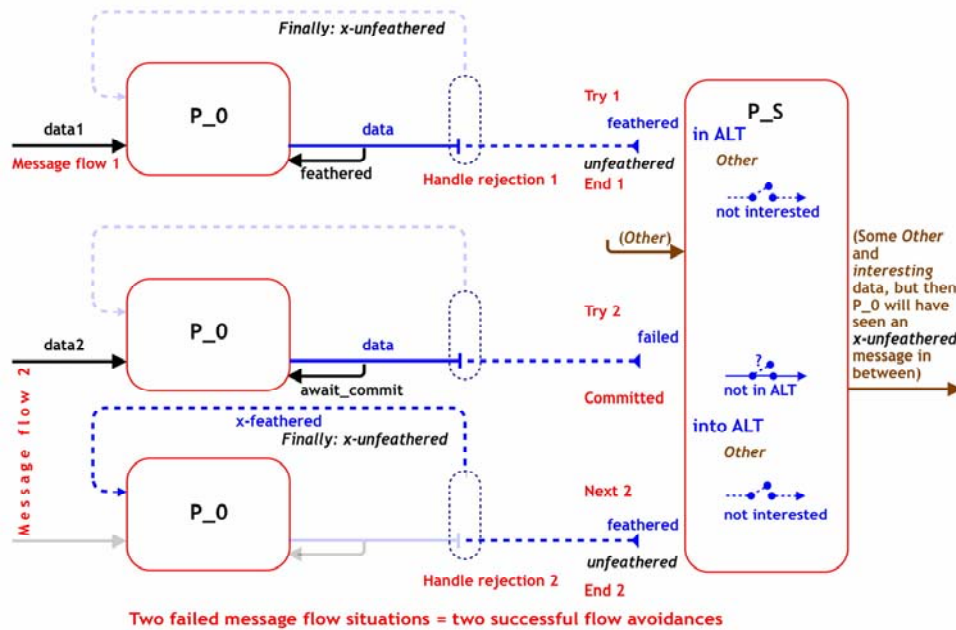 Finally: x-unfeathered
P_0
data1
data
Message flow 1
feathered
Handle rejection 1
Try 1
feathered
unfeathered
End 1
P_S
in ALT
Other
not interested
(Other)
(Some Other
and
interesting
data, but then
P_0 will have
seen an
x-unfeathered
message in
between)
P_0
data2
data
await_commit
Try 2
failed
Committed
?
not in ALT
Message flow 2
x-feathered
Finally: x-unfeathered
P_0
Handle rejection 2
Next 2
feathered
unfeathered
End 2
into ALT
Other
not interested
Two failed message flow situations = two successful flow avoidances